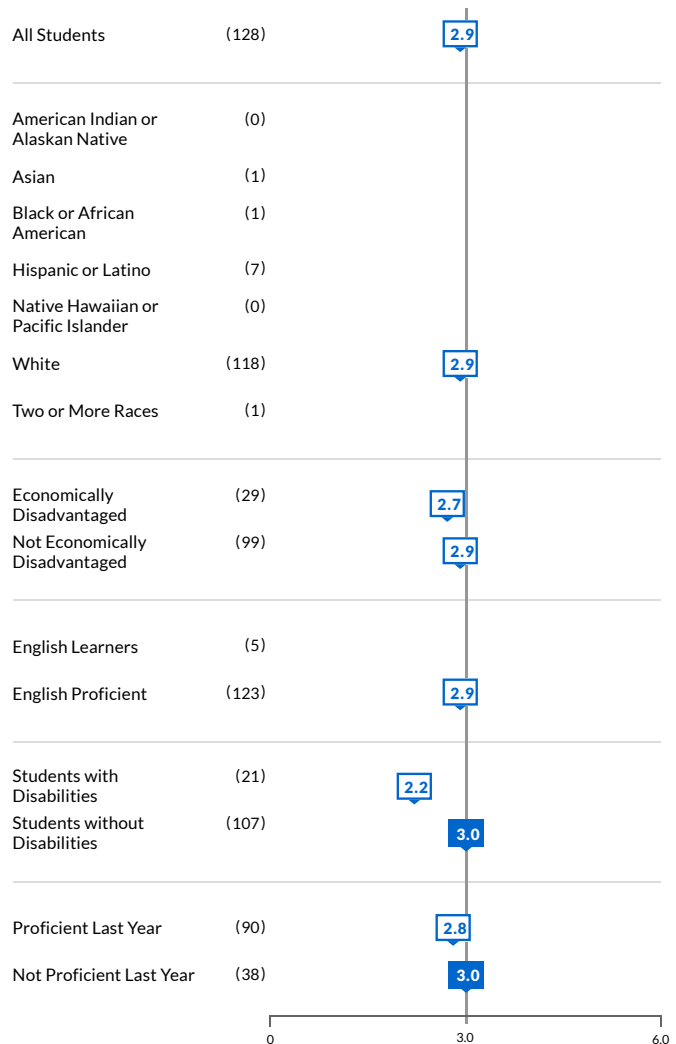 All Students (128) 2.9
American Indian or (0)
Alaskan Native
Asian (1)
Black or African (1)
American
Hispanic or Latino (7)
Native Hawaiian or (0)
Pacific Islander
White (118) 2.9
Two or More Races (1)
Economically (29) 2.7
Disadvantaged
Not Economically (99) 2.9
Disadvantaged
English Learners (5)
English Proficient (123) 2.9
Students with (21) 2.2
Disabilities
Students without (107) 3.0
Disabilities
Proficient Last Year (90) 2.8
Not Proficient Last Year (38) 3.0
0 3.0 6.0